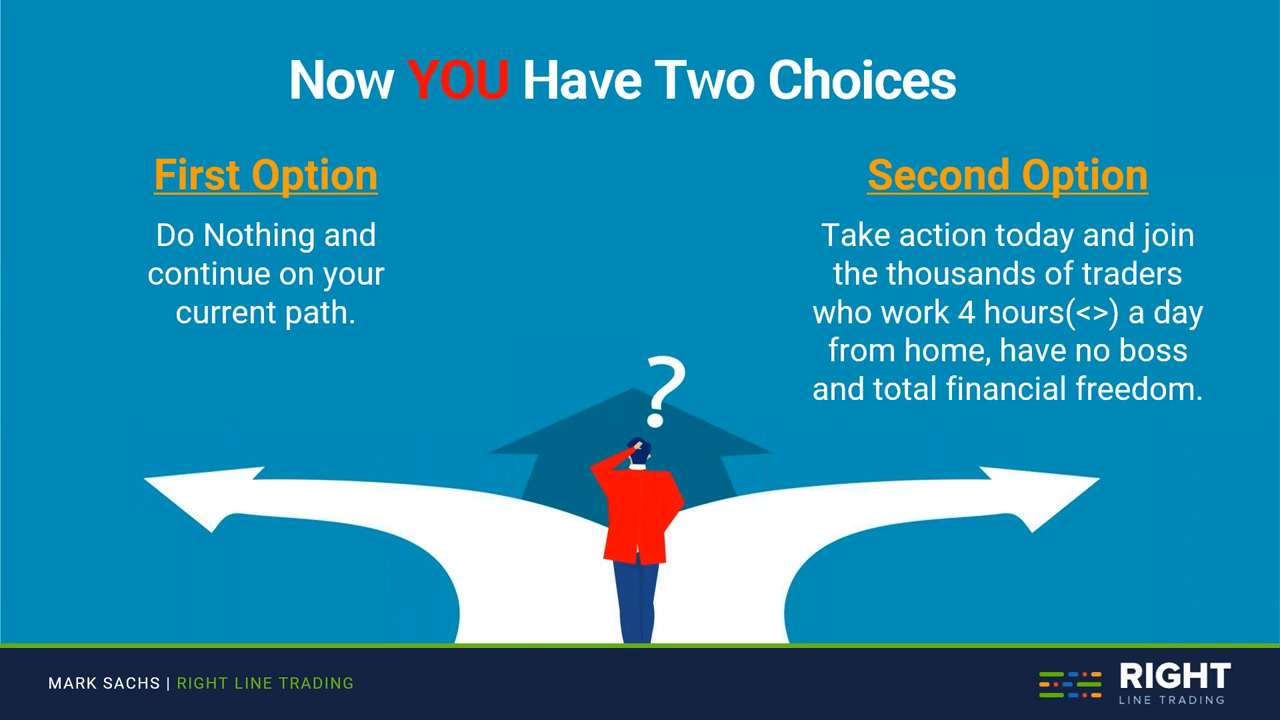 Now YOU Have Two Choices
First Option
Do Nothing and
continue on your
current path.
Second Option
Take action today and join
the thousands of traders
who work 4 hours(<>) a day
from home, have no boss
and total financial freedom.
?
MARK SACHS | RIGHT LINE TRADING
RIGHT
LINE TRADING